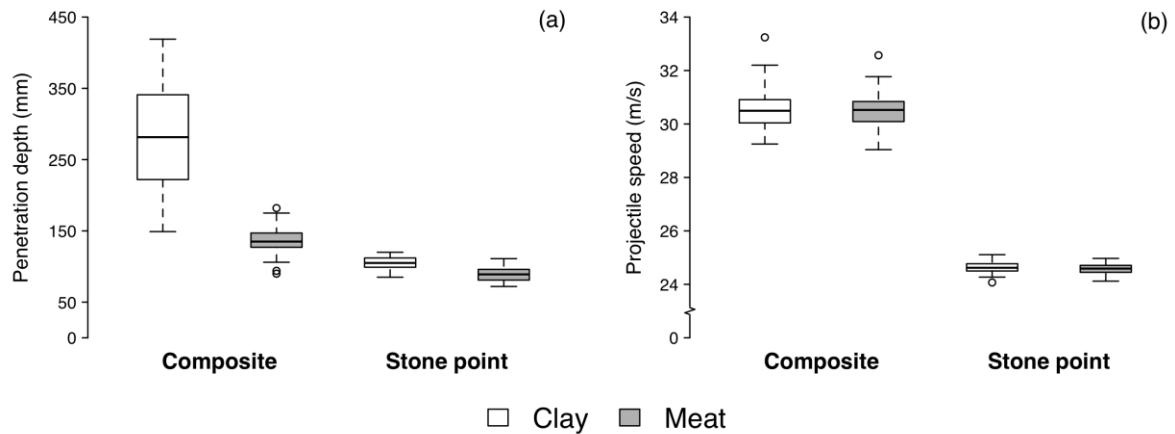 (a)
Penetration depth (mm)
450
350
250
150
50
0
Composite
Stone point
(b)
Projectile speed (m/s)
34
32
30
28
26
24
0
Composite
Stone point
Clay
Meat